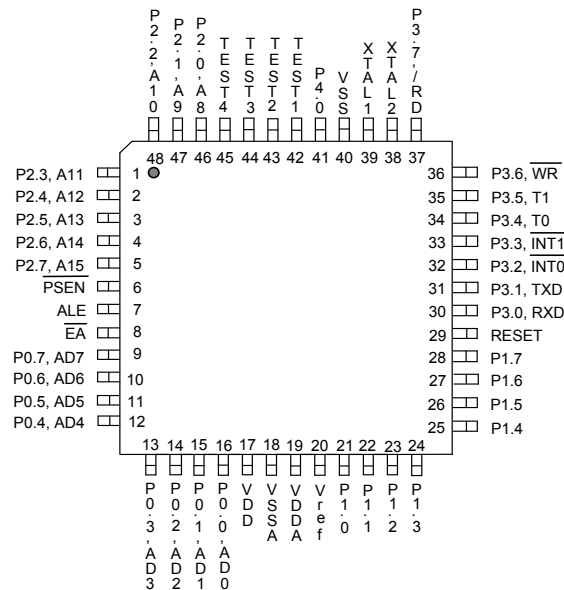 P2.2,A10
P2.1,A9
P2.0,A8
TEST4
TEST3
TEST2
TEST1
P4.0
VSS
XTAL1
XTAL2
P3.7,/RD
48 47 46 45 44 43 42 41 40 39 38 37
P2.3, A11 1
P2.4, A12 2
P2.5, A13 3
P2.6, A14 4
P2.7, A15 5
PSEN 6
ALE 7
EA 8
P0.7, AD7 9
P0.6, AD6 10
P0.5, AD5 11
P0.4, AD4 12
36 P3.6, WR
35 P3.5, T1
34 P3.4, T0
33 P3.3, INT1
32 P3.2, INT0
31 P3.1, TXD
30 P3.0, RXD
29 RESET
28 P1.7
27 P1.6
26 P1.5
25 P1.4
13 14 15 16 17 18 19 20 21 22 23 24
P0.3,AD3
P0.2,AD2
P0.1,AD1
P0.0,AD0
VDD
VSSA
VDDA
Vref
P1.0
P1.1
P1.2
P1.3